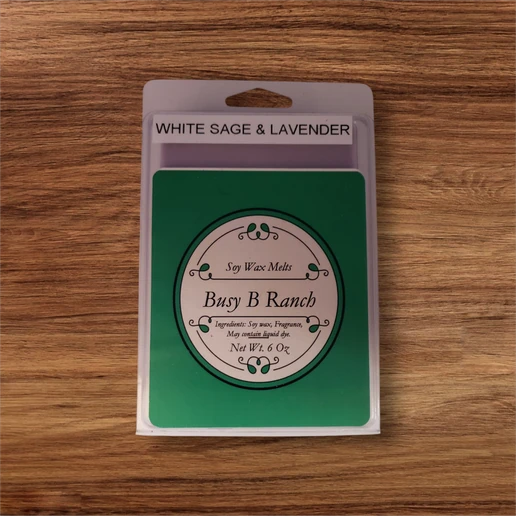 WHITE SAGE & LAVENDER
Soy Wax Melts
Busy B Ranch
Ingredients: Soy wax, Fragrance,
May contain liquid dye.
Net Wt. 6 Oz